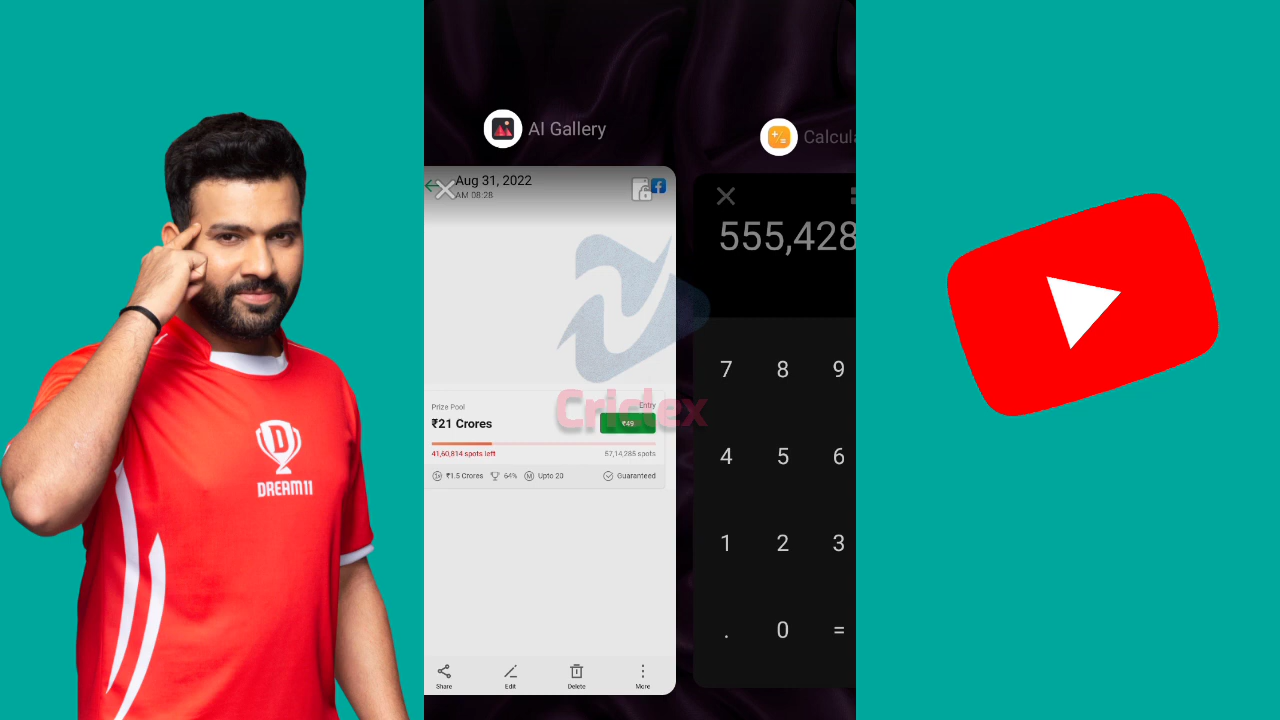 AI Gallery
Calcula
Aug 31, 2022
AM 08:28
555,428
Cridex
Prize Pool
Entry
₹21 Crores
₹49
41,60,814 spots left
57,14,288 spots
₹1.5 Crores
64%
M
Upto 20
Guaranteed
7 8 9
4 5 6
1 2 3
. 0 =
Share
Edit
Delete
More
D
DREAM11